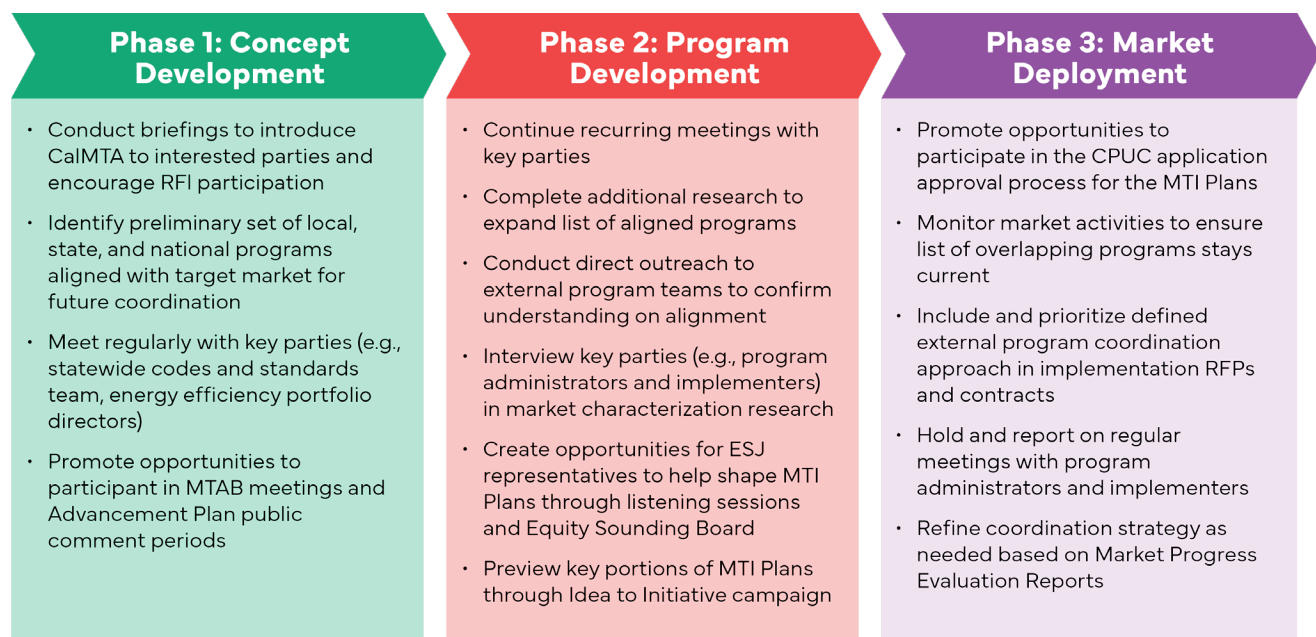 Phase 1: Concept
Development
• Conduct briefings to introduce
CalMTA to interested parties and
encourage RFI participation
• Identify preliminary set of local,
state, and national programs
aligned with target market for
future coordination
• Meet regularly with key parties (e.g.,
statewide codes and standards
team, energy efficiency portfolio
directors)
• Promote opportunities to
participant in MTAB meetings and
Advancement Plan public
comment periods
Phase 2: Program
Development
• Continue recurring meetings with
key parties
• Complete additional research to
expand list of aligned programs
• Conduct direct outreach to
external program teams to confirm
understanding on alignment
• Interview key parties (e.g., program
administrators and implementers)
in market characterization research
• Create opportunities for ESJ
representatives to help shape MTI
Plans through listening sessions
and Equity Sounding Board
• Preview key portions of MTI Plans
through Idea to Initiative campaign
Phase 3: Market
Deployment
• Promote opportunities to
participate in the CPUC application
approval process for the MTI Plans
• Monitor market activities to ensure
list of overlapping programs stays
current
• Include and prioritize defined
external program coordination
approach in implementation RFPs
and contracts
• Hold and report on regular
meetings with program
administrators and implementers
• Refine coordination strategy as
needed based on Market Progress
Evaluation Reports